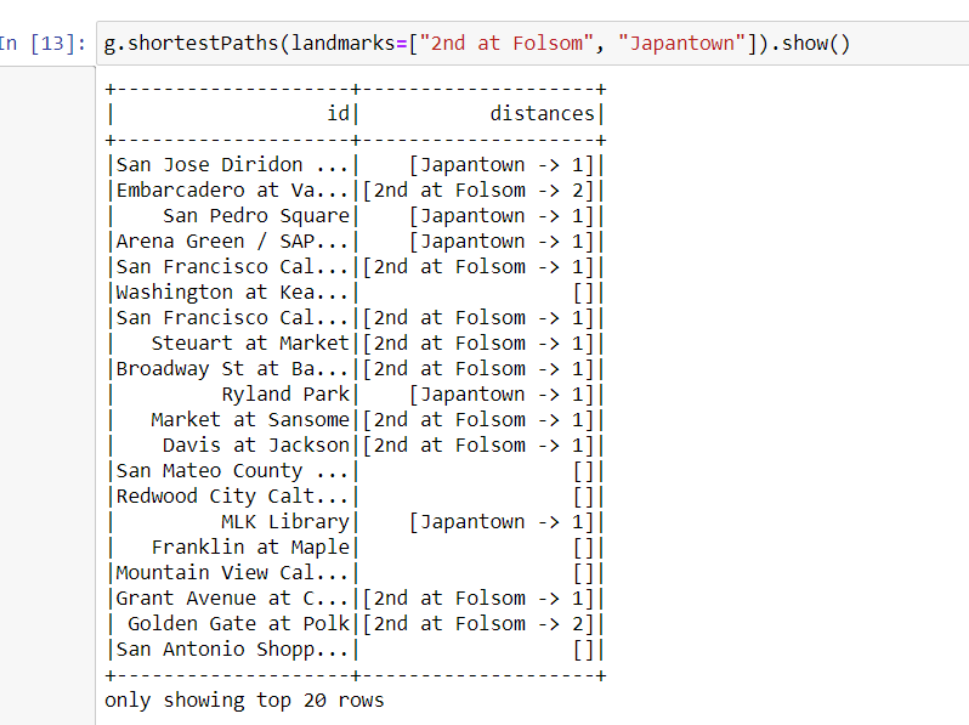 In [13]: g.shortestPaths(landmarks=["2nd at Folsom", "Japantown"]).show()
+--------------------+--------------------+
|                  id|           distances|
+--------------------+--------------------+
|San Jose Diridon ...|    [Japantown -> 1]|
|Embarcadero at Va...|[2nd at Folsom -> 2]|
|    San Pedro Square|    [Japantown -> 1]|
|Arena Green / SAP...|    [Japantown -> 1]|
|San Francisco Cal...|[2nd at Folsom -> 1]|
|Washington at Kea...|                  []|
|San Francisco Cal...|[2nd at Folsom -> 1]|
|   Steuart at Market|[2nd at Folsom -> 1]|
|Broadway St at Ba...|[2nd at Folsom -> 1]|
|         Ryland Park|    [Japantown -> 1]|
|   Market at Sansome|[2nd at Folsom -> 1]|
|    Davis at Jackson|[2nd at Folsom -> 1]|
|San Mateo County ...|                  []|
|Redwood City Calt...|                  []|
|         MLK Library|    [Japantown -> 1]|
|   Franklin at Maple|                  []|
|Mountain View Cal...|                  []|
|Grant Avenue at C...|[2nd at Folsom -> 1]|
| Golden Gate at Polk|[2nd at Folsom -> 2]|
|San Antonio Shopp...|                  []|
+--------------------+--------------------+
only showing top 20 rows